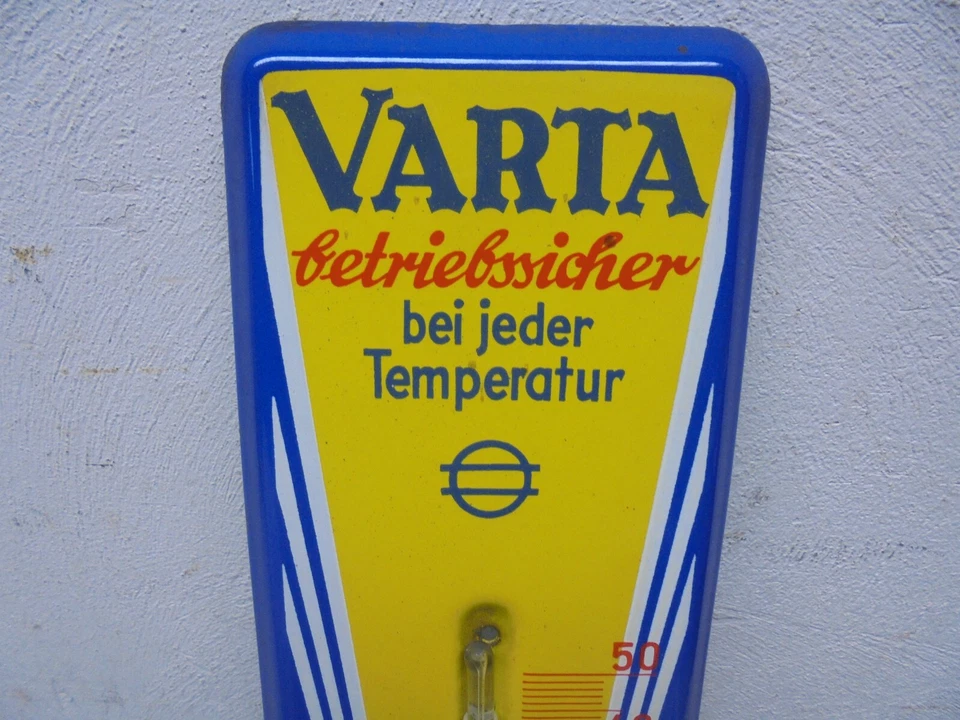 VARTA
betriebssicher
bei jeder
Temperatur
50